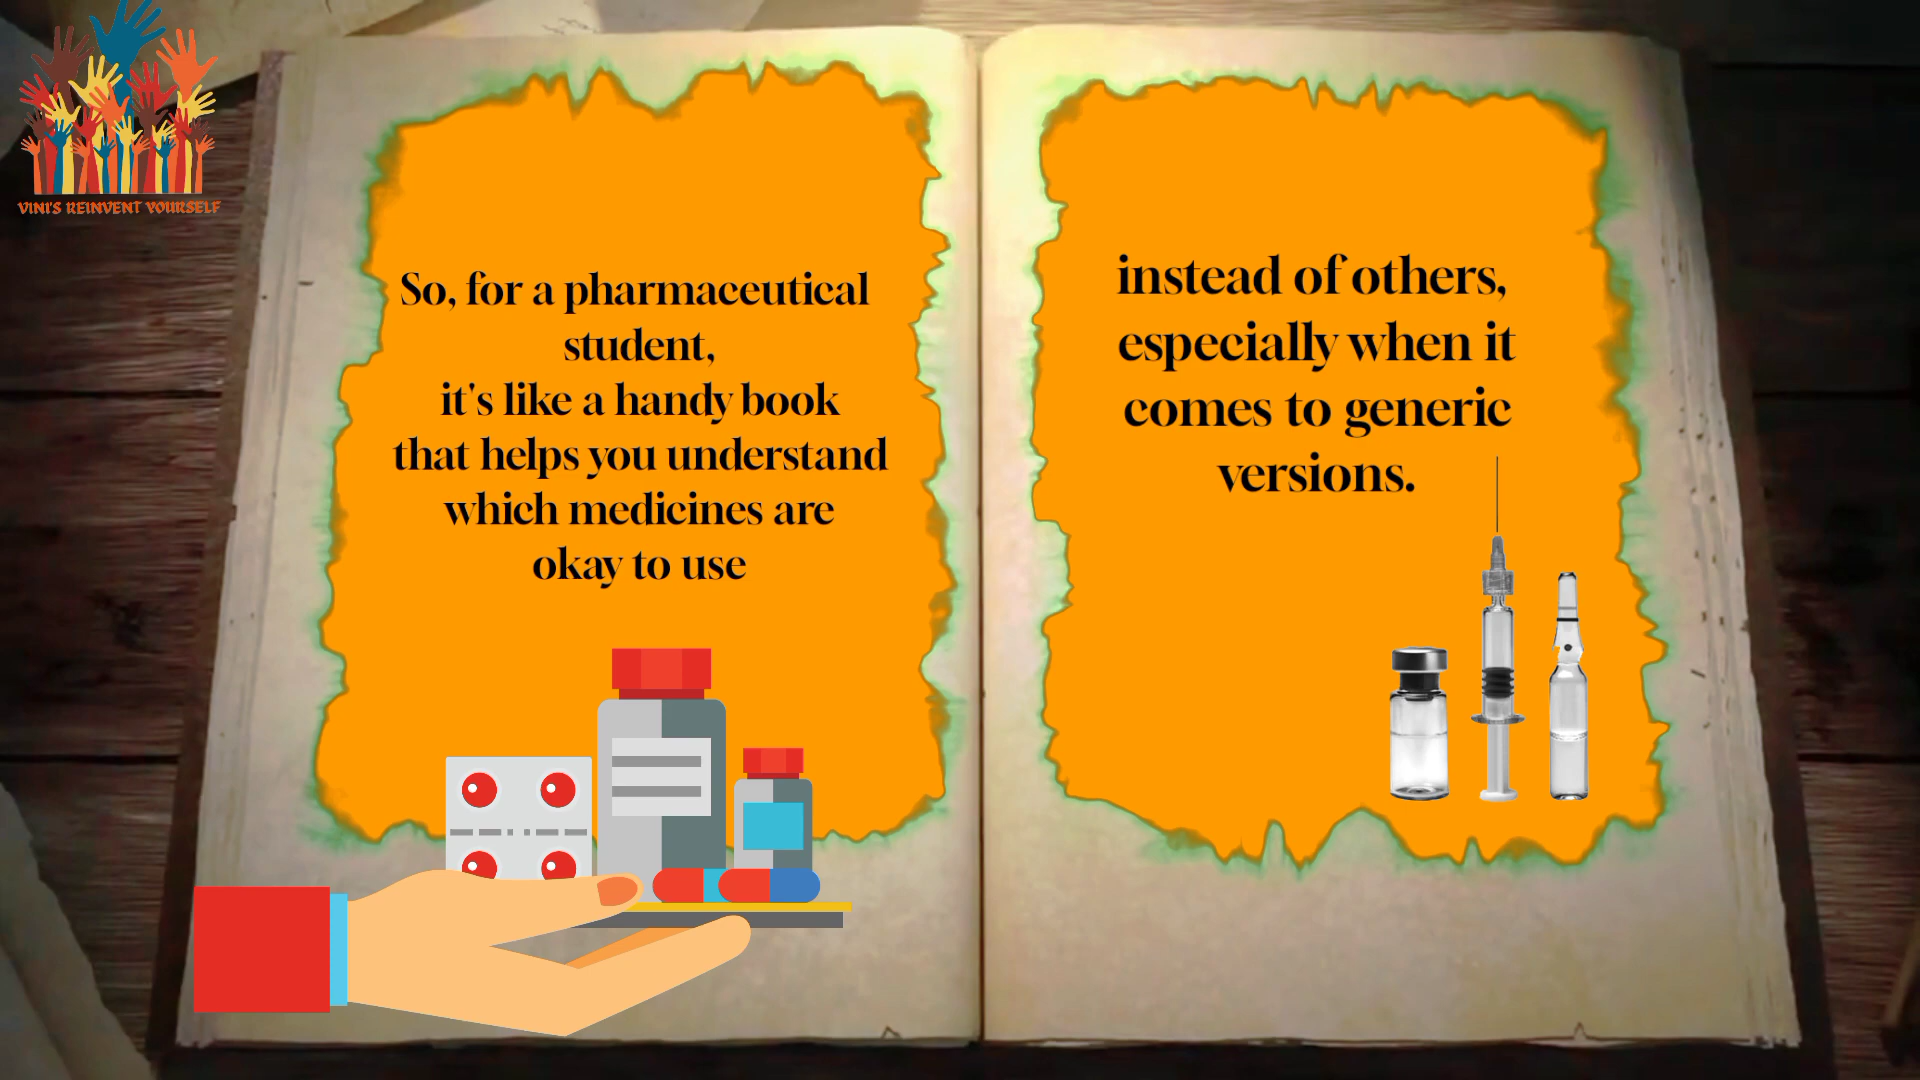 VINI'S REINVENT YOURSELF
So, for a pharmaceutical
student,
it's like a handy book
that helps you understand
which medicines are
okay to use
instead of others,
especially when it
comes to generic
versions.